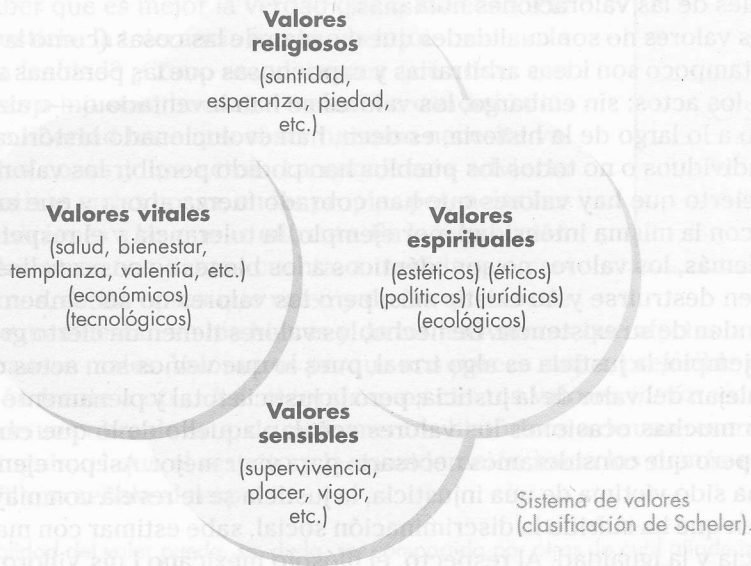 Valores
religiosos
(santidad,
esperanza, piedad,
etc.)
Valores vitales
(salud, bienestar,
templanza, valentía, etc.)
(económicos)
(tecnológicos)
Valores
espirituales
(estéticos) (éticos)
(políticos) (jurídicos)
(ecológicos)
Valores
sensibles
(supervivencia,
placer, vigor,
etc.)
Sistema de valores
(clasificación de Scheler).